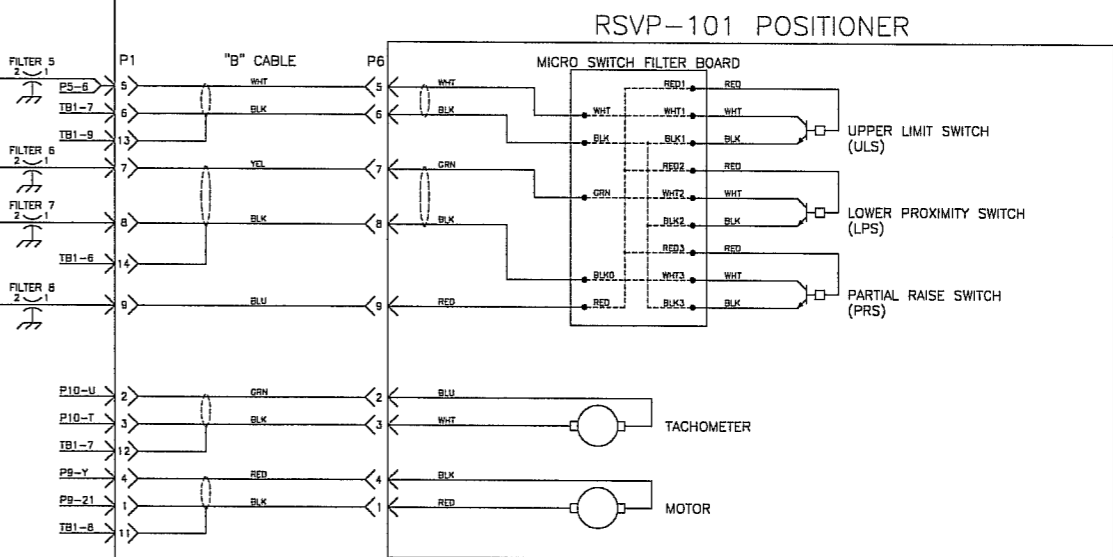 RSVP-101 POSITIONER
FILTER 5
2 1
P1
"B" CABLE
P6
MICRO SWITCH FILTER BOARD
P5-6
5
WHT
5
WHT
RED1
RED
TB1-7
6
BLK
6
BLK
WHT
WHT1
WHT
UPPER LIMIT SWITCH
(ULS)
TB1-9
13
BLK
BLK1
BLK
FILTER 6
2 1
7
YEL
7
GRN
RED2
RED
FILTER 7
2 1
GRN
WHT2
WHT
LOWER PROXIMITY SWITCH
(LPS)
8
BLK
8
BLK
BLK2
BLK
TB1-6
14
RED3
RED
FILTER 8
2 1
BLK0
WHT3
WHT
PARTIAL RAISE SWITCH
(PRS)
9
BLU
9
RED
RED
BLK3
BLK
P10-U
2
GRN
2
BLU
P10-T
3
BLK
3
WHT
TACHOMETER
TB1-7
12
P9-Y
4
RED
4
BLK
P9-21
1
BLK
1
RED
MOTOR
TB1-8
11